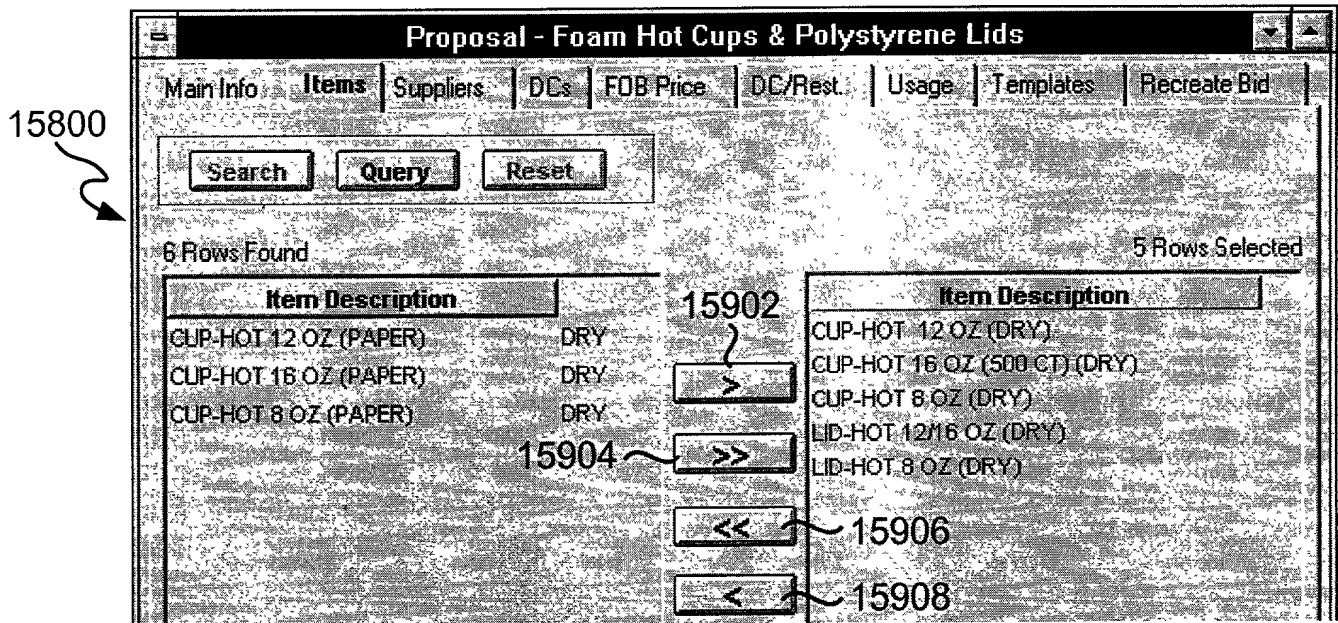 Proposal - Foam Hot Cups & Polystyrene Lids
Main Info Items Suppliers DCs FOB Price DC/Rest. Usage Templates Recreate Bid
15800
Search Query Reset
6 Rows Found
5 Rows Selected
Item Description
CUP-HOT 12 OZ (PAPER) DRY
CUP-HOT 16 OZ (PAPER) DRY
CUP-HOT 8 OZ (PAPER) DRY
15902
>
15904 >>
<< 15906
< 15908
Item Description
CUP-HOT 12 OZ (DRY)
CUP-HOT 16 OZ (500 CT) (DRY)
CUP-HOT 8 OZ (DRY)
LID-HOT 12/16 OZ (DRY)
LID-HOT 8 OZ (DRY)